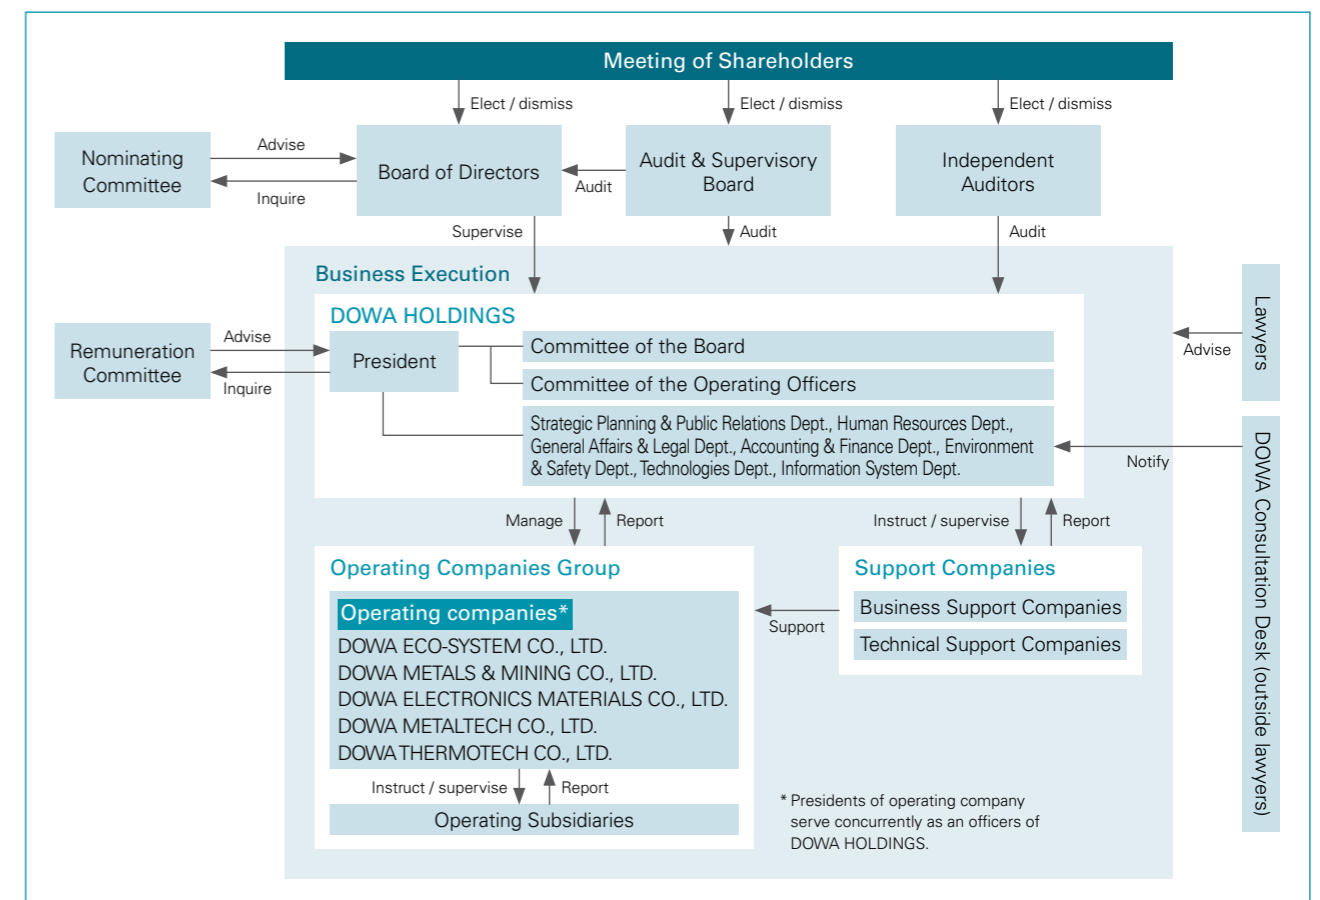 Meeting of Shareholders
Elect / dismiss
Elect / dismiss
Elect / dismiss
Nominating
Committee
Advise
Inquire
Board of Directors
Audit
Audit & Supervisory
Board
Independent
Auditors
Supervise
Audit
Audit
Business Execution
DOWA HOLDINGS
Remuneration
Committee
Advise
Inquire
President
Committee of the Board
Committee of the Operating Officers
Strategic Planning & Public Relations Dept., Human Resources Dept.,
General Affairs & Legal Dept., Accounting & Finance Dept., Environment
& Safety Dept., Technologies Dept., Information System Dept.
Lawyers
Advise
DOWA Consultation Desk (outside lawyers)
Notify
Manage
Report
Instruct / supervise
Report
Operating Companies Group
Operating companies*
DOWA ECO-SYSTEM CO., LTD.
DOWA METALS & MINING CO., LTD.
DOWA ELECTRONICS MATERIALS CO., LTD.
DOWA METALTECH CO., LTD.
DOWA THERMOTECH CO., LTD.
Instruct / supervise
Report
Operating Subsidiaries
Support
Support Companies
Business Support Companies
Technical Support Companies
* Presidents of operating company
serve concurrently as an officers of
DOWA HOLDINGS.